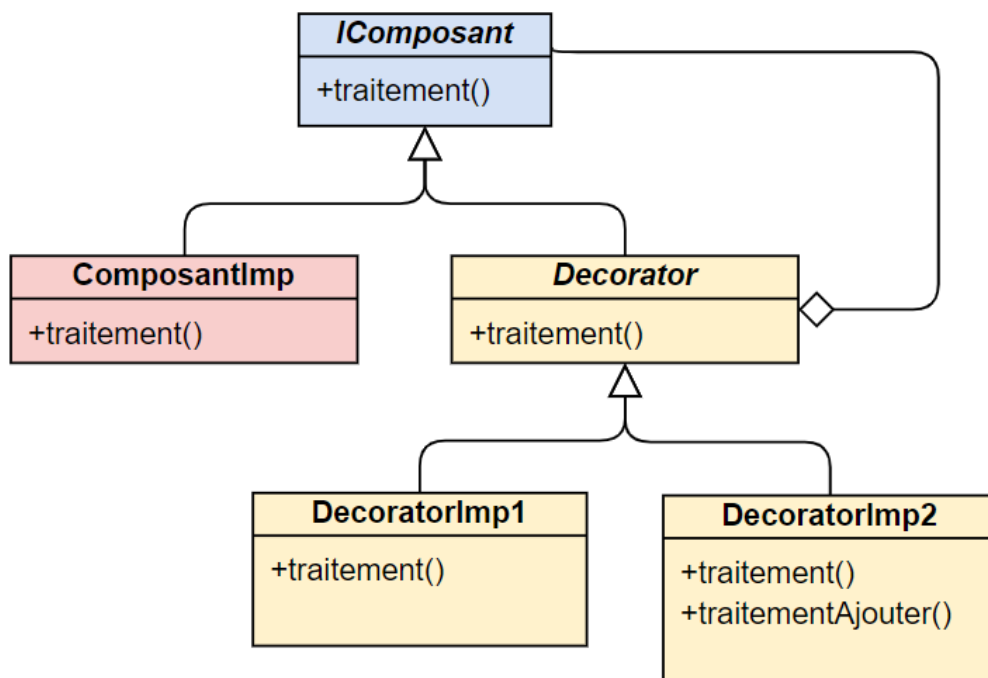 IComposant
+traitement()
ComposantImp
+traitement()
Decorator
+traitement()
DecoratorImp1
+traitement()
DecoratorImp2
+traitement()
+traitementAjouter()